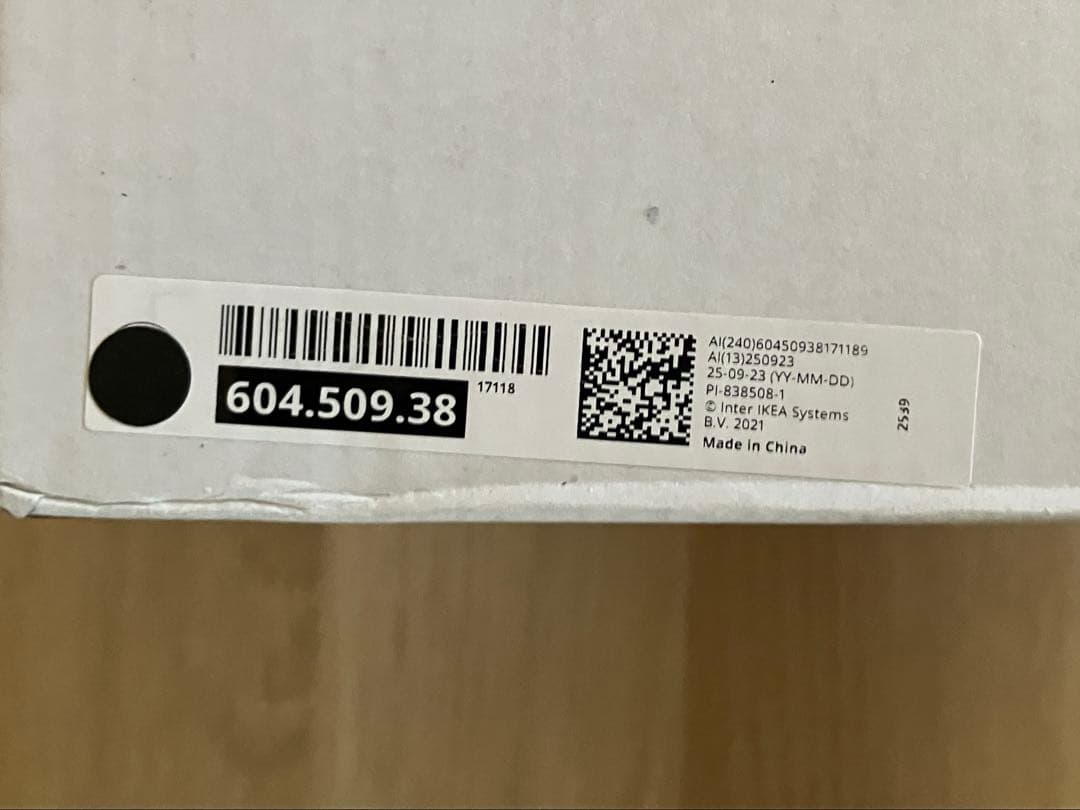 604.509.38
17118
AI(240)60450938171189
AI(13)250923
25-09-23 (YY-MM-DD)
PI-838508-1
© Inter IKEA Systems
B.V. 2021
Made in China
2539